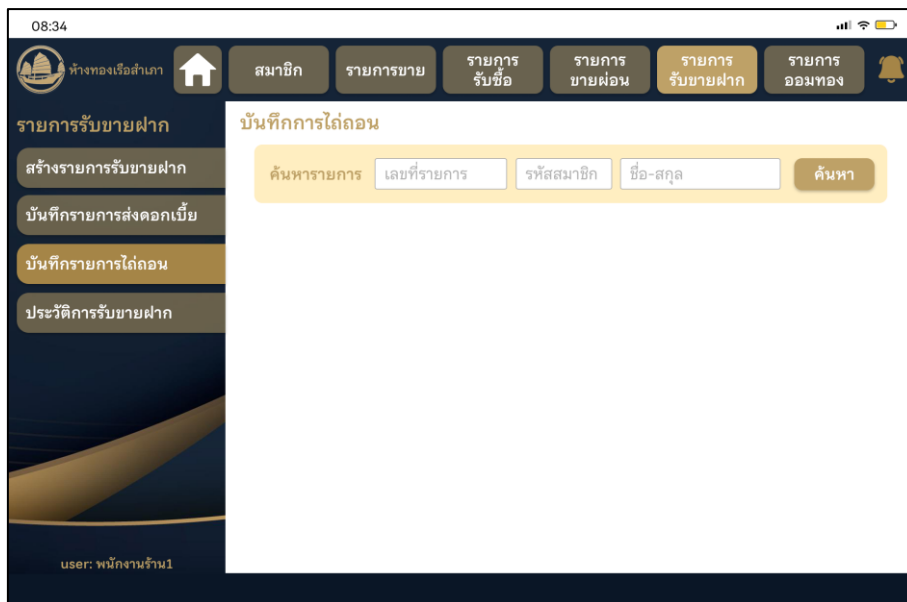 08:34
ห้างทองเรือสำเภา
สมาชิก
รายการขาย
รายการ
รับซื้อ
รายการ
ขายผ่อน
รายการ
รับขายฝาก
รายการ
ออมทอง
รายการรับขายฝาก
สร้างรายการรับขายฝาก
บันทึกรายการส่งดอกเบี้ย
บันทึกรายการไถ่ถอน
ประวัติการรับขายฝาก
user: พนักงานร้าน1
บันทึกการไถ่ถอน
ค้นหารายการ เลขที่รายการ รหัสสมาชิก ชื่อ-สกุล ค้นหา